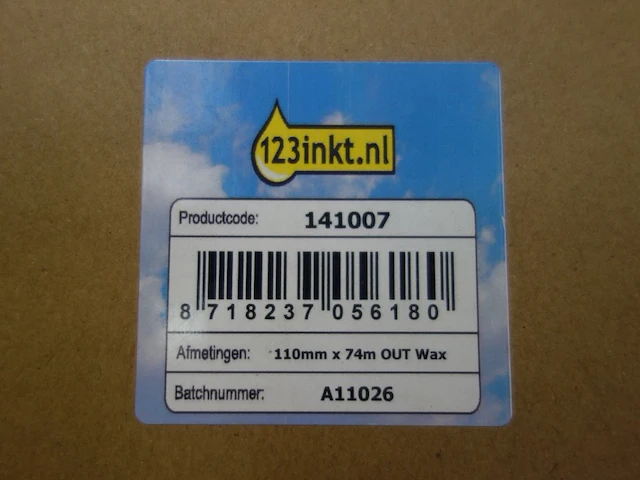 123inkt.nl
Productcode: 141007
8 718237 056180
Afmetingen: 110mm x 74m OUT Wax
Batchnummer: A11026